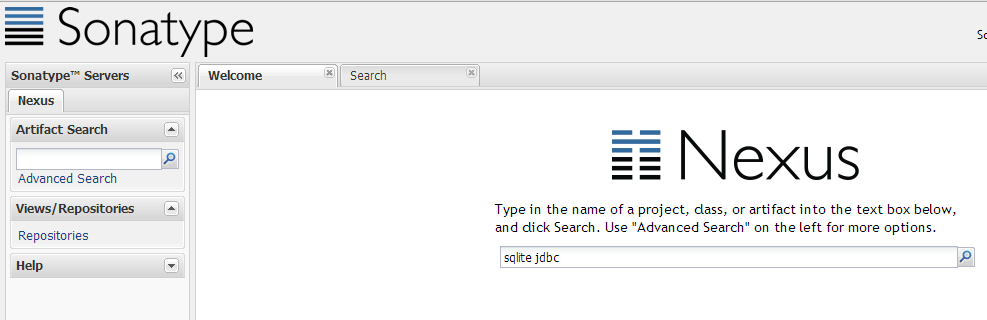 Sonatype
Sonatype™ Servers
Nexus
Artifact Search
Advanced Search
Views/Repositories
Repositories
Help
Welcome
Search
Nexus
Type in the name of a project, class, or artifact into the text box below,
and click Search. Use "Advanced Search" on the left for more options.
sqlite jdbc